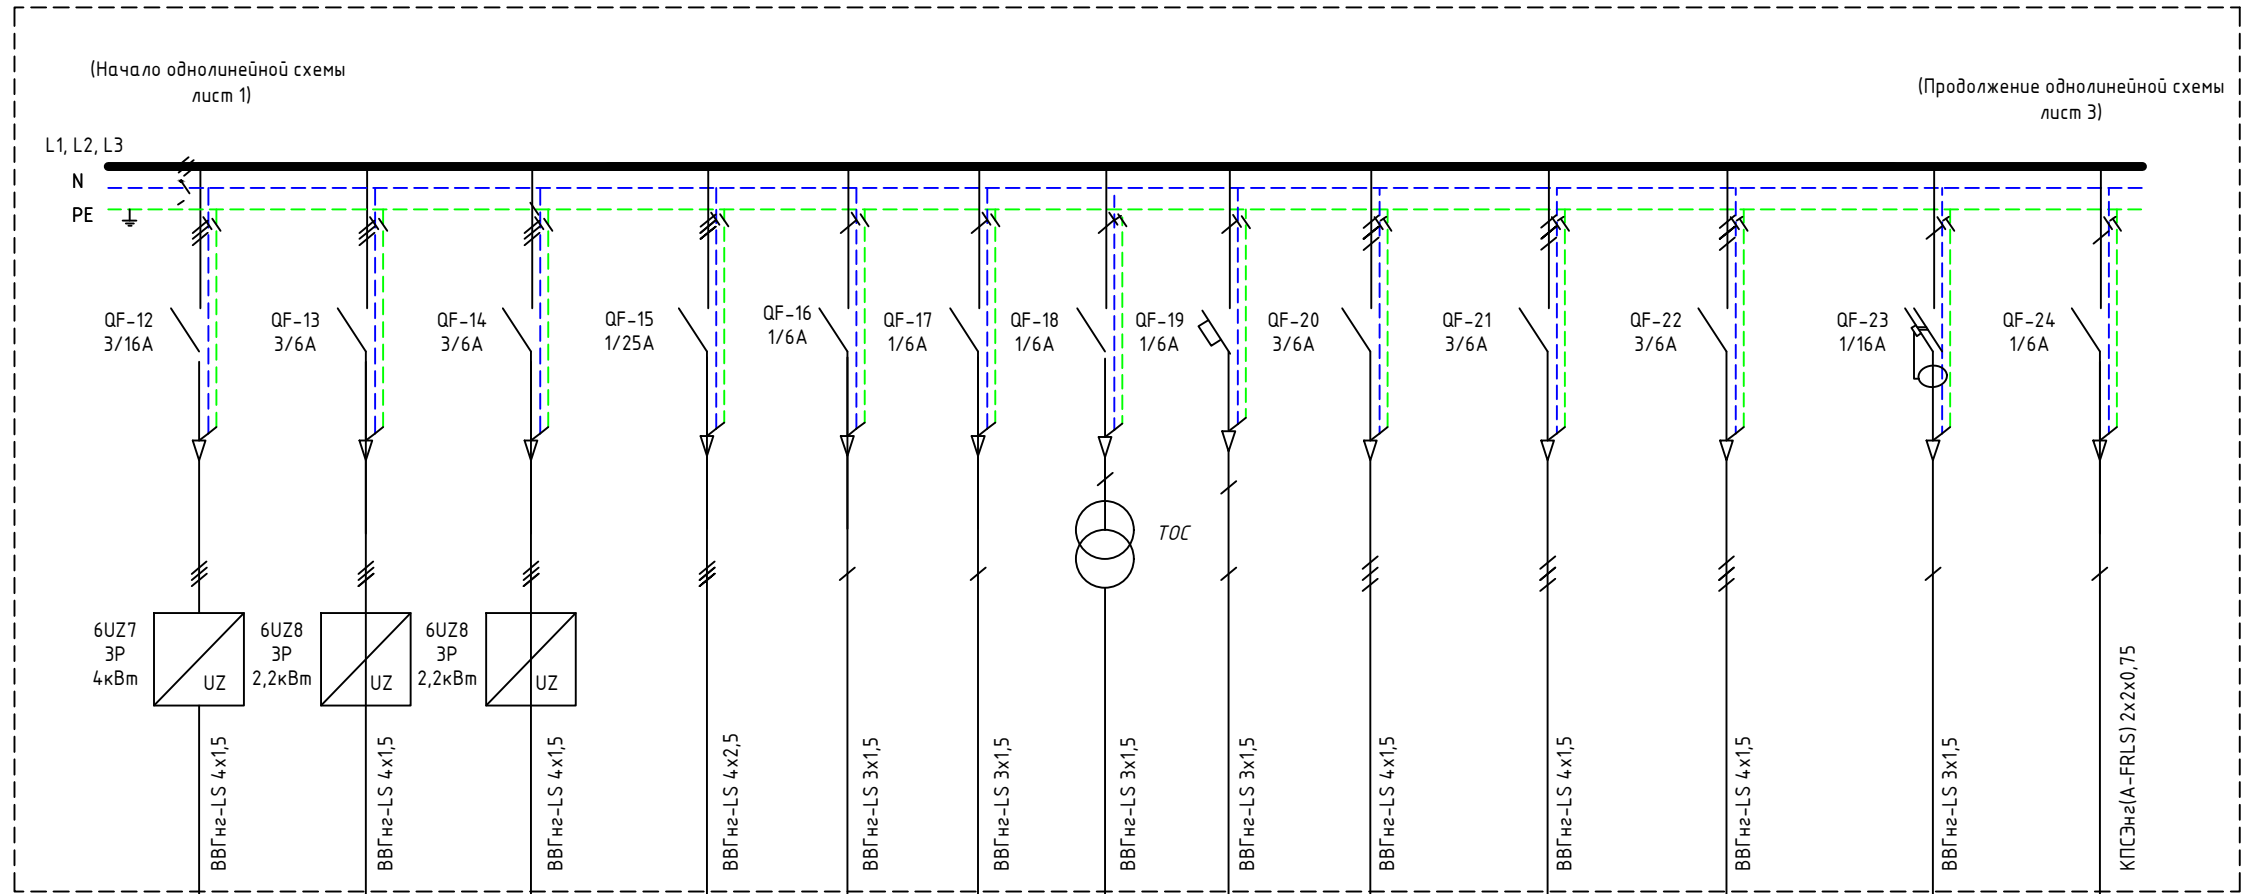 (Начало однолинейной схемы
лист 1)
(Продолжение однолинейной схемы
лист 3)
L1, L2, L3
N
PE
QF-12
3/16А
QF-13
3/6А
QF-14
3/6А
QF-15
1/25А
QF-16
1/6А
QF-17
1/6А
QF-18
1/6А
QF-19
1/6А
QF-20
3/6А
QF-21
3/6А
QF-22
3/6А
QF-23
1/16А
QF-24
1/6А
ТОС
6UZ7
3P
4кВт
UZ
6UZ8
3P
2,2кВт
UZ
6UZ8
3P
2,2кВт
UZ
ВВГнг-LS 4х1,5
ВВГнг-LS 4х1,5
ВВГнг-LS 4х1,5
ВВГнг-LS 4х2,5
ВВГнг-LS 3х1,5
ВВГнг-LS 3х1,5
ВВГнг-LS 3х1,5
ВВГнг-LS 3х1,5
ВВГнг-LS 4х1,5
ВВГнг-LS 4х1,5
ВВГнг-LS 4х1,5
ВВГнг-LS 3х1,5
КПСЭнг(А-FRLS) 2х2х0,75